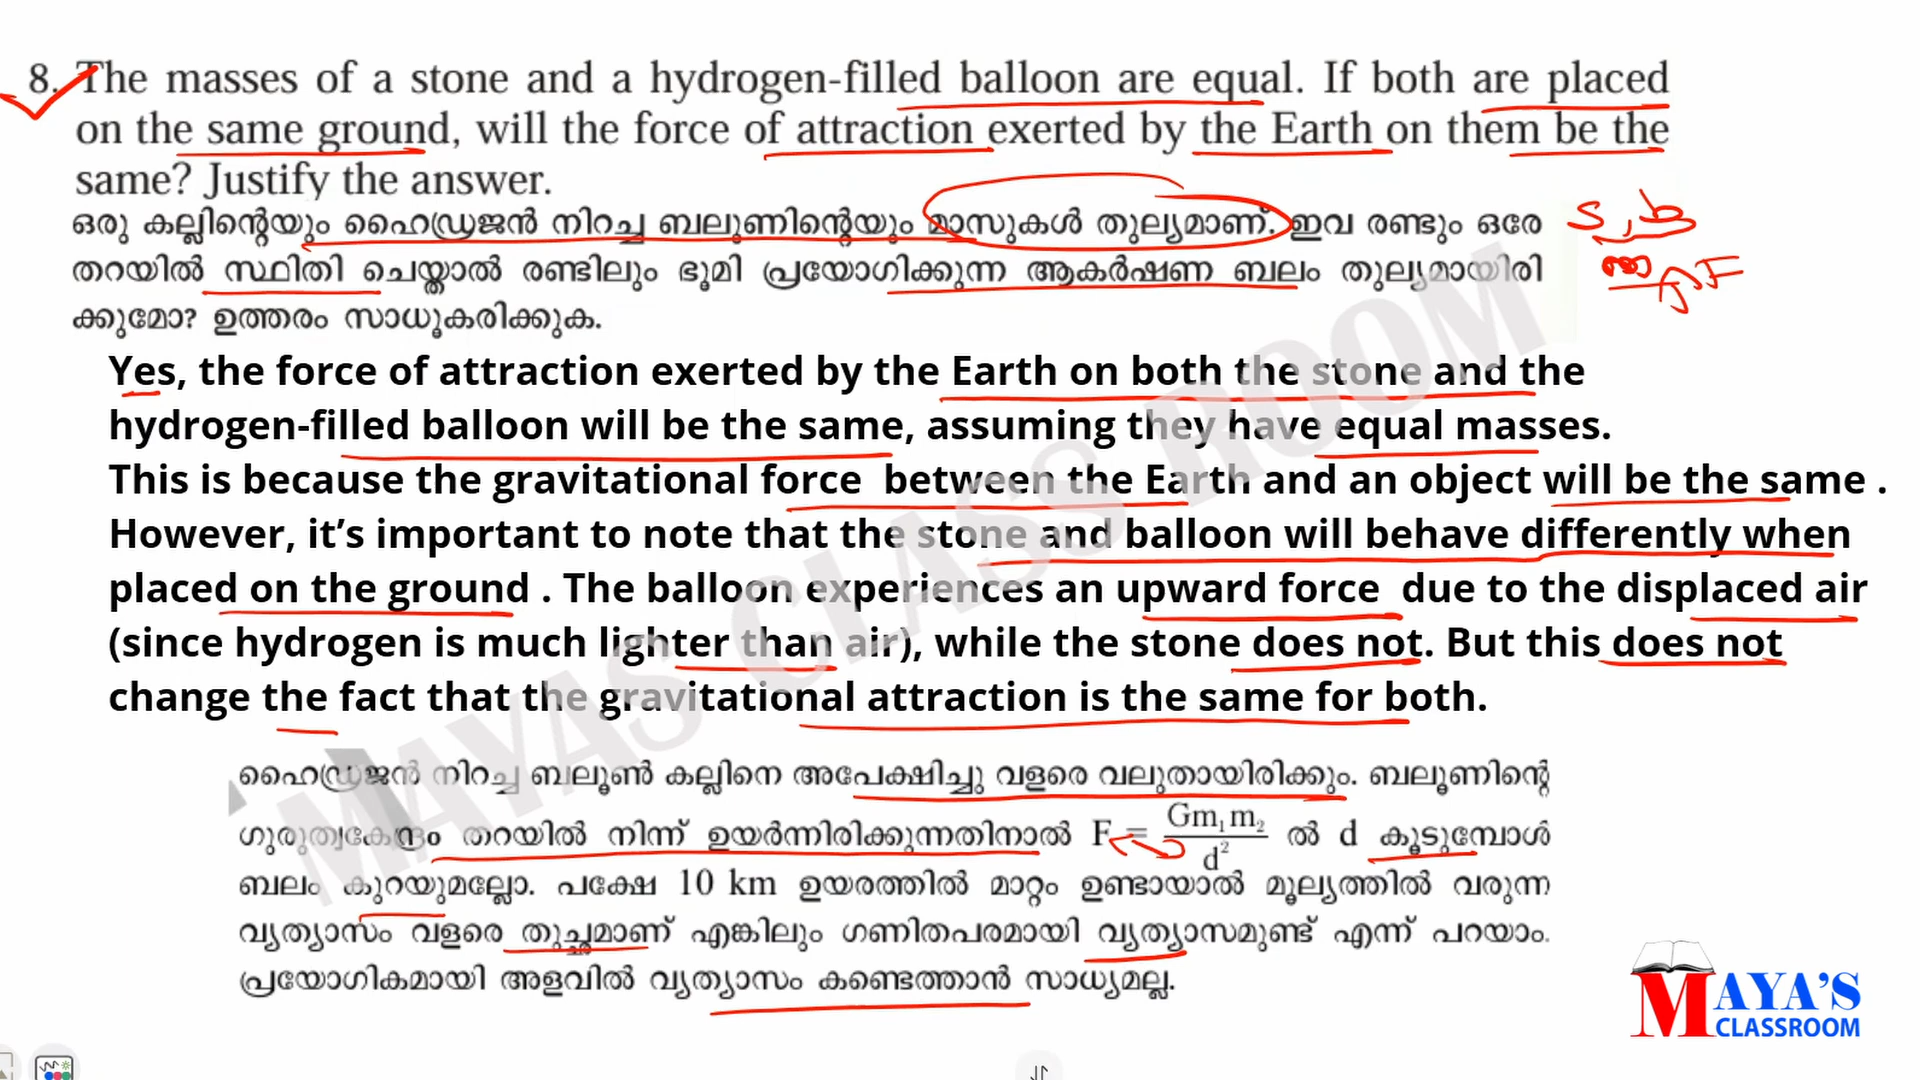 8. The masses of a stone and a hydrogen-filled balloon are equal. If both are placed
on the same ground, will the force of attraction exerted by the Earth on them be the
same? Justify the answer.
ഒരു കല്ലിന്റെയും ഹൈഡ്രജൻ നിറച്ച ബലൂണിന്റെയും മാസുകൾ തുല്യമാണ്. ഇവ രണ്ടും ഒരേ
തറയിൽ സ്ഥിതി ചെയ്താൽ രണ്ടിലും ഭൂമി പ്രയോഗിക്കുന്ന ആകർഷണ ബലം തുല്യമായിരി
ക്കുമോ? ഉത്തരം സാധൂകരിക്കുക.
s, b
F
Yes, the force of attraction exerted by the Earth on both the stone and the
hydrogen-filled balloon will be the same, assuming they have equal masses.
This is because the gravitational force between the Earth and an object will be the same .
However, it’s important to note that the stone and balloon will behave differently when
placed on the ground . The balloon experiences an upward force due to the displaced air
(since hydrogen is much lighter than air), while the stone does not. But this does not
change the fact that the gravitational attraction is the same for both.
ഹൈഡ്രജൻ നിറച്ച ബലൂൺ കല്ലിനെ അപേക്ഷിച്ചു വളരെ വലുതായിരിക്കും. ബലൂണിന്റെ
ഗുരുത്വകേന്ദ്രം തറയിൽ നിന്ന് ഉയർന്നിരിക്കുന്നതിനാൽ F = Gm₁m₂/d² ൽ d കൂടുമ്പോൾ
ബലം കുറയുമല്ലോ. പക്ഷേ 10 km ഉയരത്തിൽ മാറ്റം ഉണ്ടായാൽ മൂല്യത്തിൽ വരുന്ന
വ്യത്യാസം വളരെ തുച്ഛമാണ് എങ്കിലും ഗണിതപരമായി വ്യത്യാസമുണ്ട് എന്ന് പറയാം.
പ്രയോഗികമായി അളവിൽ വ്യത്യാസം കണ്ടെത്താൻ സാധ്യമല്ല.
MAYAS CLASS ROOM
MAYA’S
CLASSROOM